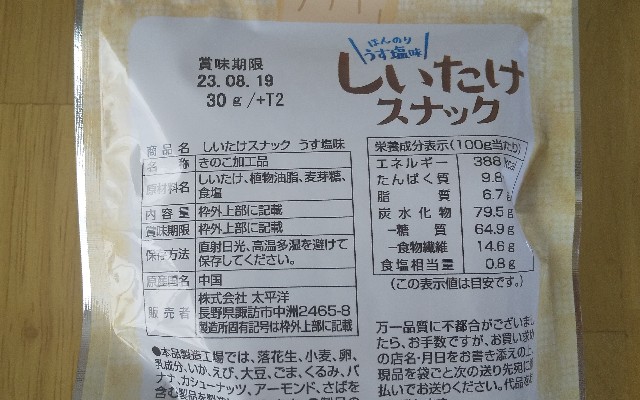 賞味期限
23.08.19
30g/+T2
ほんのり
うす塩味
しいたけ
スナック
商品名 しいたけスナック うす塩味
名称 きのこ加工品
原材料名 しいたけ、植物油脂、麦芽糖、
食塩
内容量 枠外上部に記載
賞味期限 枠外上部に記載
保存方法 直射日光、高温多湿を避けて
保存してください。
原産国名 中国
販売者 株式会社 太平洋
長野県諏訪市中洲2465-8
製造所固有記号は枠外上部に記載
栄養成分表示(100g当たり)
エネルギー 388 kcal
たんぱく質 9.8
脂質 6.7g
炭水化物 79.5g
-糖質 64.9g
-食物繊維 14.6g
食塩相当量 0.8g
(この表示値は目安です。)
●本品製造工場では、落花生、小麦、卵、
乳成分、いか、えび、大豆、ごま、くるみ、バ
ナナ、カシューナッツ、アーモンド、さばを
万一品質に不都合がございまし
たら、お手数ですが、お買い求め
の店名・月日をお書き添えの上、
現品を袋ごと次の送り先宛に
払いでお送りください。代品を